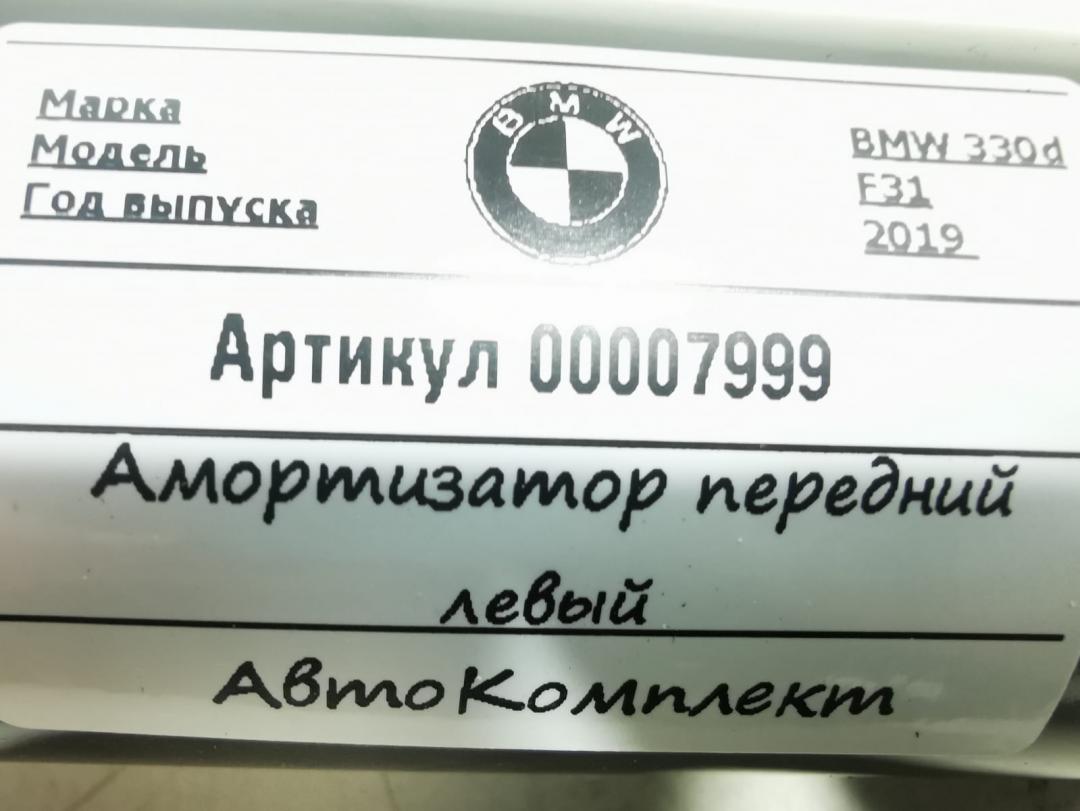 Марка
Модель
Год выпуска
BMW
BMW 330d
F31
2019
Артикул 00007999
Амортизатор передний
левый
АвтоКомплект